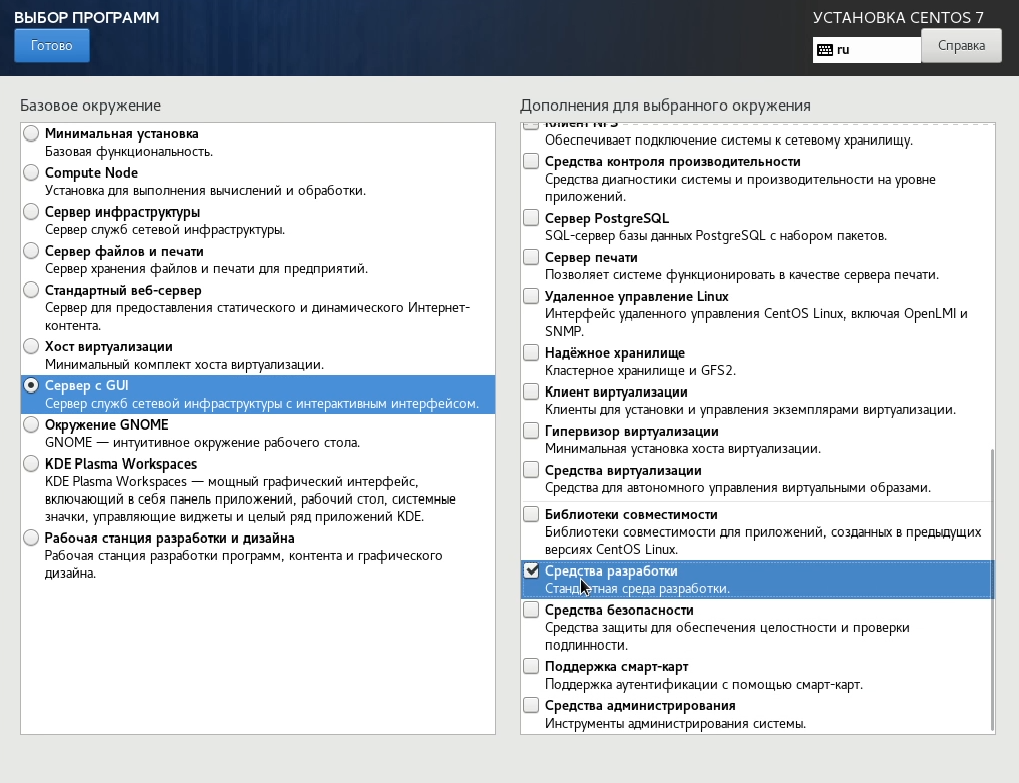 ВЫБОР ПРОГРАММ
УСТАНОВКА CENTOS 7
Готово
ru
Справка
Базовое окружение
Минимальная установка
Базовая функциональность.
Compute Node
Установка для выполнения вычислений и обработки.
Сервер инфраструктуры
Сервер служб сетевой инфраструктуры.
Сервер файлов и печати
Сервер хранения файлов и печати для предприятий.
Стандартный веб-сервер
Сервер для предоставления статического и динамического Интернет-
контента.
Хост виртуализации
Минимальный комплект хоста виртуализации.
Сервер с GUI
Сервер служб сетевой инфраструктуры с интерактивным интерфейсом.
Окружение GNOME
GNOME — интуитивное окружение рабочего стола.
KDE Plasma Workspaces
KDE Plasma Workspaces — мощный графический интерфейс,
включающий в себя панель приложений, рабочий стол, системные
значки, управляющие виджеты и целый ряд приложений KDE.
Рабочая станция разработки и дизайна
Рабочая станция разработки программ, контента и графического
дизайна.
Дополнения для выбранного окружения
Клиент NFS
Обеспечивает подключение системы к сетевому хранилищу.
Средства контроля производительности
Средства диагностики системы и производительности на уровне
приложений.
Сервер PostgreSQL
SQL-сервер базы данных PostgreSQL с набором пакетов.
Сервер печати
Позволяет системе функционировать в качестве сервера печати.
Удаленное управление Linux
Интерфейс удаленного управления CentOS Linux, включая OpenLMI и
SNMP.
Надёжное хранилище
Кластерное хранилище и GFS2.
Клиент виртуализации
Клиенты для установки и управления экземплярами виртуализации.
Гипервизор виртуализации
Минимальная установка хоста виртуализации.
Средства виртуализации
Средства для автономного управления виртуальными образами.
Библиотеки совместимости
Библиотеки совместимости для приложений, созданных в предыдущих
версиях CentOS Linux.
Средства разработки
Стандартная среда разработки.
Средства безопасности
Средства защиты для обеспечения целостности и проверки
подлинности.
Поддержка смарт-карт
Поддержка аутентификации с помощью смарт-карт.
Средства администрирования
Инструменты администрирования системы.